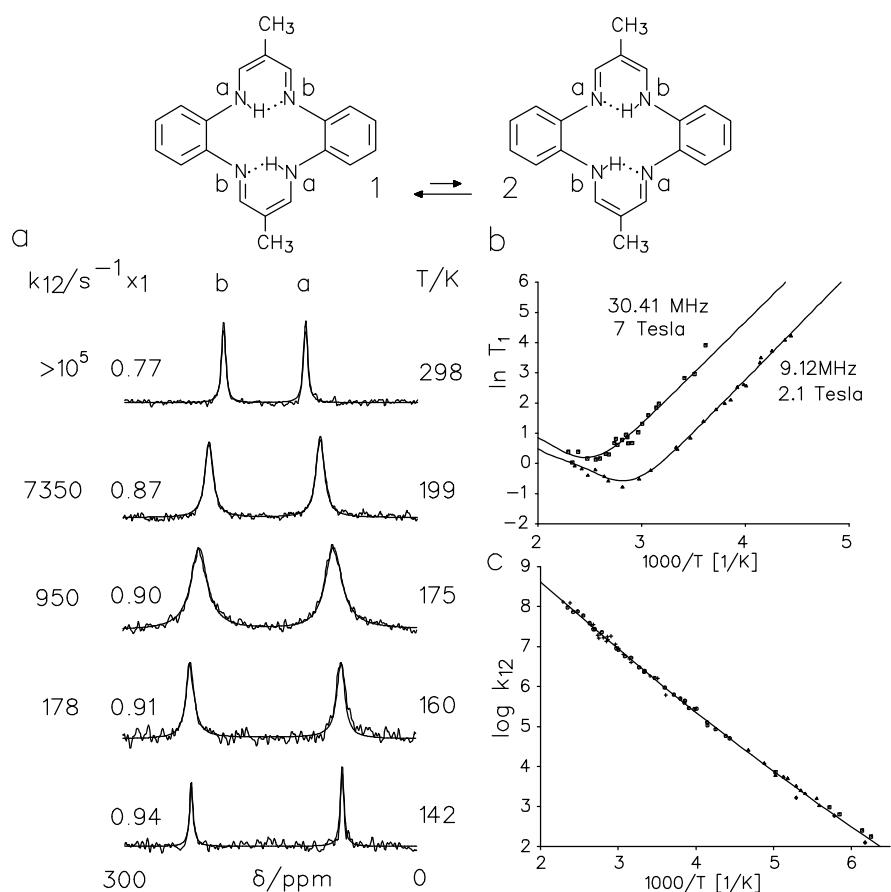 CH₃ CH₃
a b a b
N H N N H N
N H N N H N
b a b a
1 2
CH₃ CH₃
a
k₁₂/s⁻¹ x₁ b a T/K
>10⁵ 0.77 298
7350 0.87 199
950 0.90 175
178 0.91 160
0.94 142
300 δ/ppm 0
b
ln T₁
6
5
4
3
2
1
0
−1
−2
30.41 MHz
7 Tesla
9.12MHz
2.1 Tesla
2 3 4 5
1000/T [1/K]
c
log k₁₂
9
8
7
6
5
4
3
2
2 3 4 5 6
1000/T [1/K]